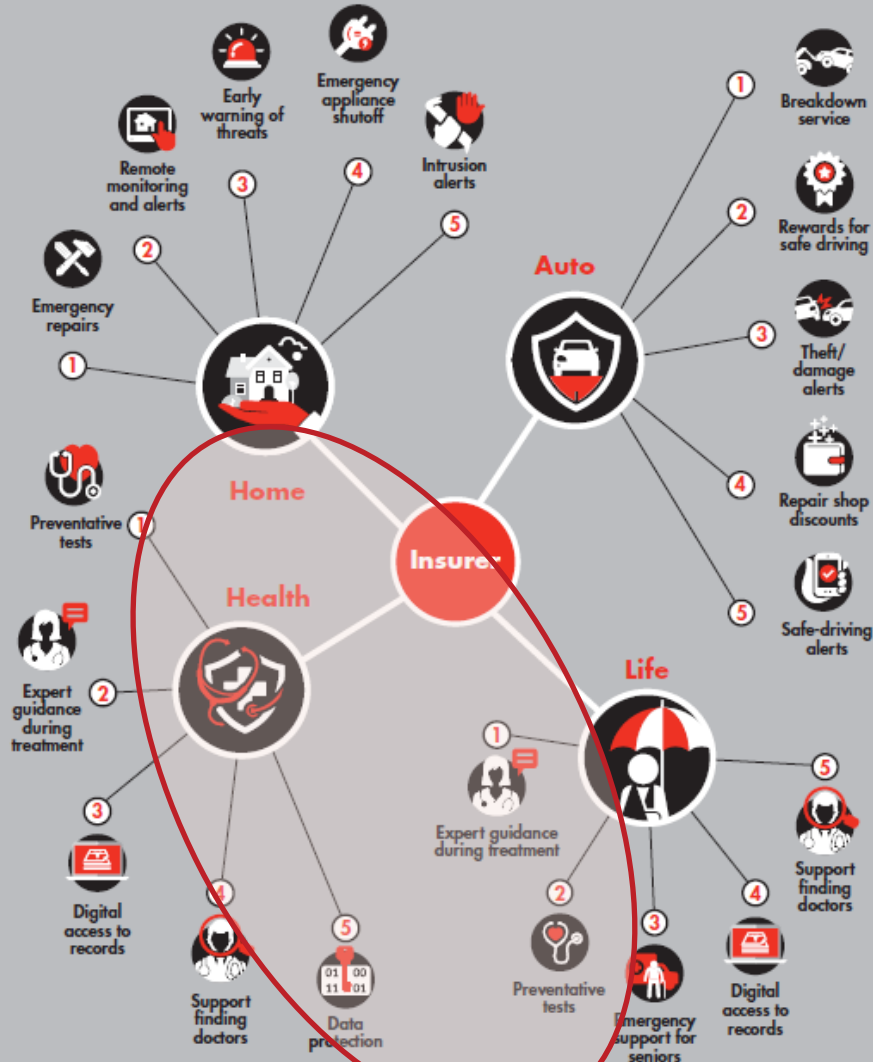 3
Early
warning of
threats
Emergency
appliance
shutoff
4
Remote
monitoring
and alerts
2
Intrusion
alerts
5
Emergency
repairs
1
Home
Auto
1
Breakdown
service
2
Rewards for
safe driving
3
Theft/
damage
alerts
4
Repair shop
discounts
5
Safe-driving
alerts
Insurer
Health
Preventative
tests
1
Expert
guidance
during
treatment
2
3
Digital
access to
records
4
Support
finding
doctors
5
01 00
11 01
Data
protection
Life
1
Expert guidance
during treatment
2
Preventative
tests
3
Emergency
support for
seniors
4
Digital
access to
records
5
Support
finding
doctors